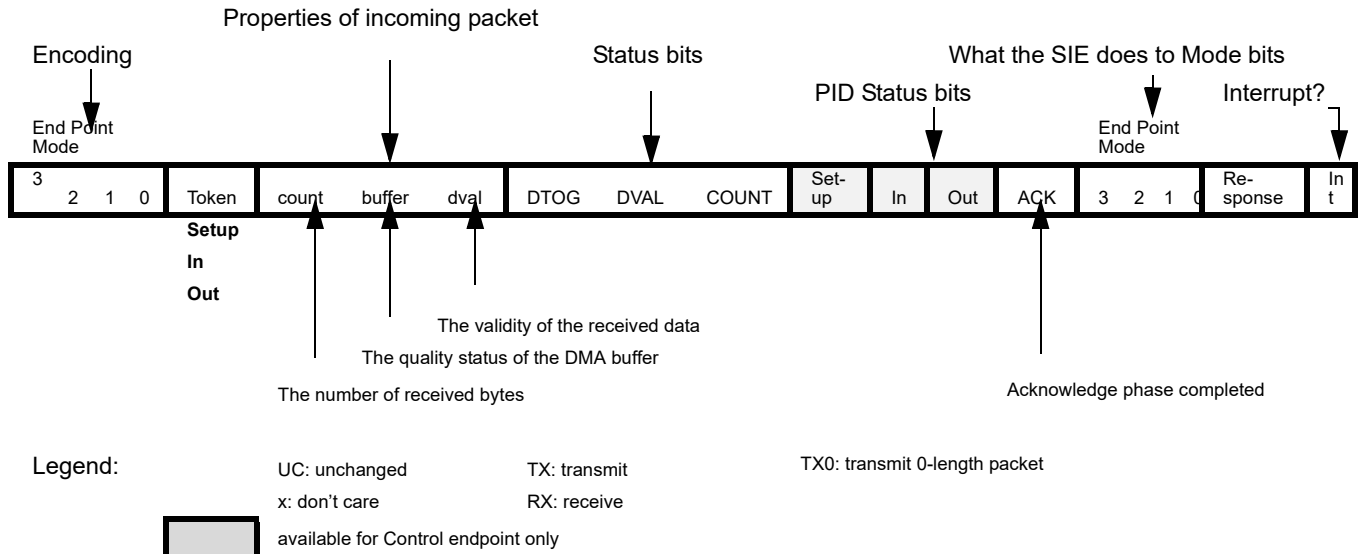 Properties of incoming packet
Encoding
Status bits
What the SIE does to Mode bits
PID Status bits
Interrupt?
End Point
Mode
End Point
Mode
3 2 1 0 Token count buffer dval DTOG DVAL COUNT Set-
up In Out ACK 3 2 1 0 Re-
sponse In
t
Setup
In
Out
The validity of the received data
The quality status of the DMA buffer
The number of received bytes
Acknowledge phase completed
Legend:
UC: unchanged TX: transmit TX0: transmit 0-length packet
x: don't care RX: receive
available for Control endpoint only